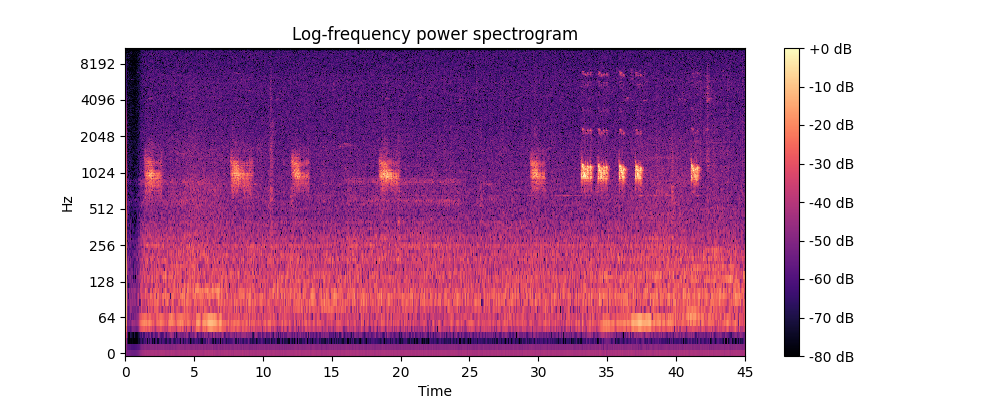 Log-frequency power spectrogram
8192
4096
2048
1024
512
256
128
64
0
Hz
0 5 10 15 20 25 30 35 40 45
Time
+0 dB
-10 dB
-20 dB
-30 dB
-40 dB
-50 dB
-60 dB
-70 dB
-80 dB